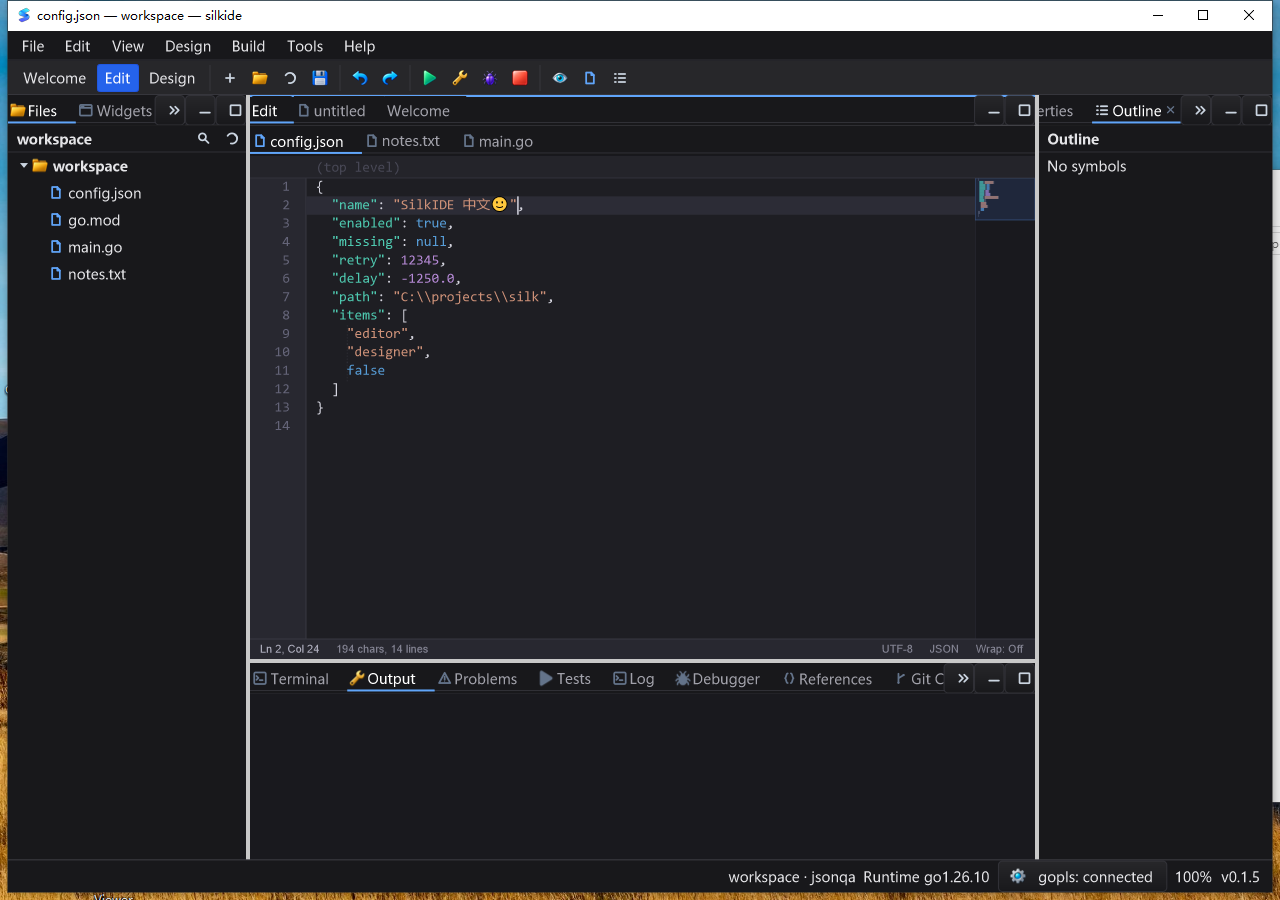 config.json — workspace — silkide
File Edit View Design Build Tools Help
Welcome Edit Design
Files Widgets
Edit untitled Welcome
erties Outline
workspace
config.json notes.txt main.go
Outline
workspace
(top level)
No symbols
config.json
go.mod
main.go
notes.txt
1 {
2 "name": "SilkIDE 中文🙂",
3 "enabled": true,
4 "missing": null,
5 "retry": 12345,
6 "delay": -1250.0,
7 "path": "C:\\projects\\silk",
8 "items": [
9 "editor",
10 "designer",
11 false
12 ]
13 }
14
Ln 2, Col 24 194 chars, 14 lines UTF-8 JSON Wrap: Off
Terminal Output Problems Tests Log Debugger References Git C
workspace · jsonqa Runtime go1.26.10 gopls: connected 100% v0.1.5